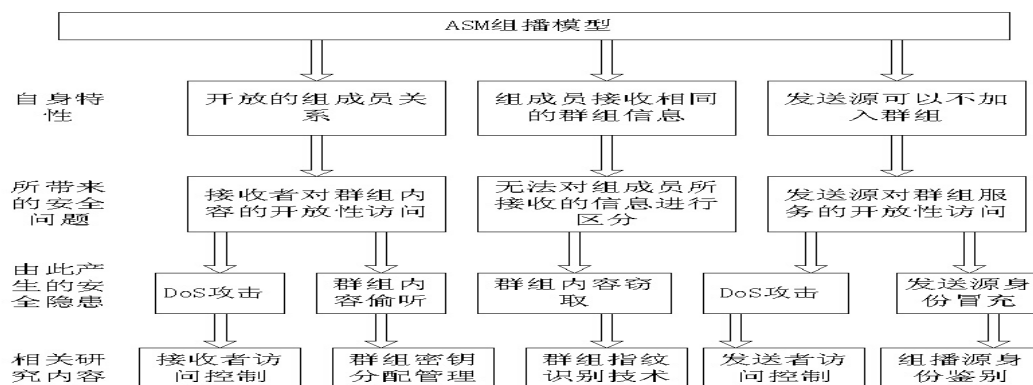 ASM组播模型
自身特
性
开放的组成员关
系
组成员接收相同
的群组信息
发送源可以不加
入群组
所带来
的安全
问题
接收者对群组内
容的开放性访问
无法对组成员所
接收的信息进行
区分
发送源对群组服
务的开放性访问
由此产
生的安
全隐患
DoS攻击
群组内
容偷听
群组内容窃
取
DoS攻击
发送源身
份冒充
相关研
究内容
接收者访
问控制
群组密钥
分配管理
群组指纹
识别技术
发送者访
问控制
组播源身
份鉴别